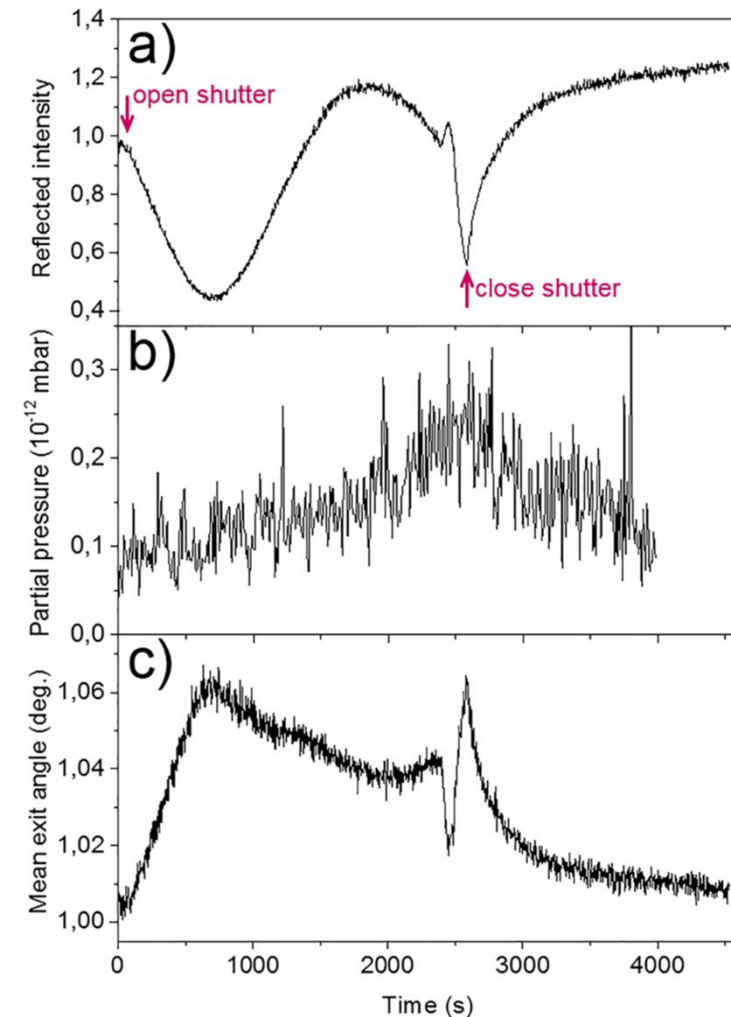 a)
Reflected intensity
1,4
1,2
1,0
0,8
0,6
0,4
open shutter
close shutter
b)
Partial pressure (10⁻¹² mbar)
0,3
0,2
0,1
0,0
c)
Mean exit angle (deg.)
1,06
1,04
1,02
1,00
0 1000 2000 3000 4000
Time (s)